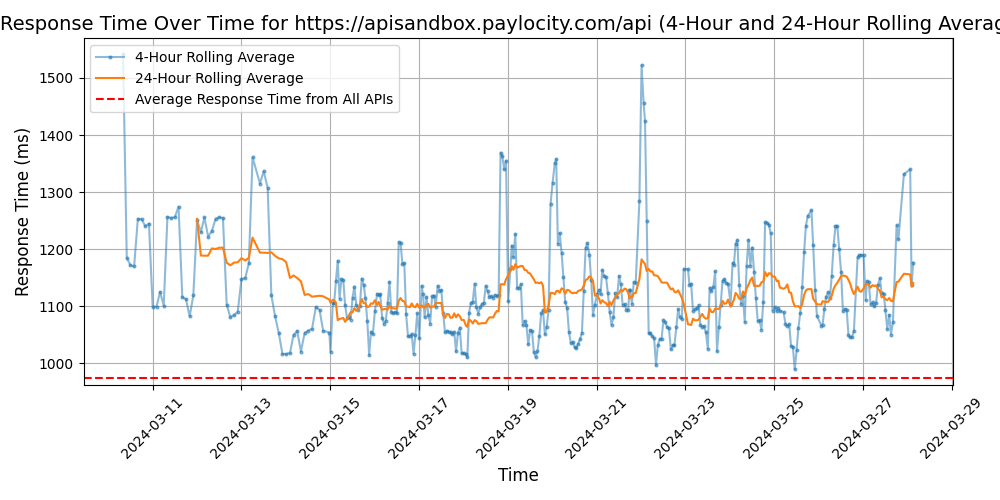 Response Time Over Time for https://apisandbox.paylocity.com/api (4-Hour and 24-Hour Rolling Averag
4-Hour Rolling Average
24-Hour Rolling Average
Average Response Time from All APIs
Response Time (ms)
1500
1400
1300
1200
1100
1000
2024-03-11
2024-03-13
2024-03-15
2024-03-17
2024-03-19
2024-03-21
2024-03-23
2024-03-25
2024-03-27
2024-03-29
Time